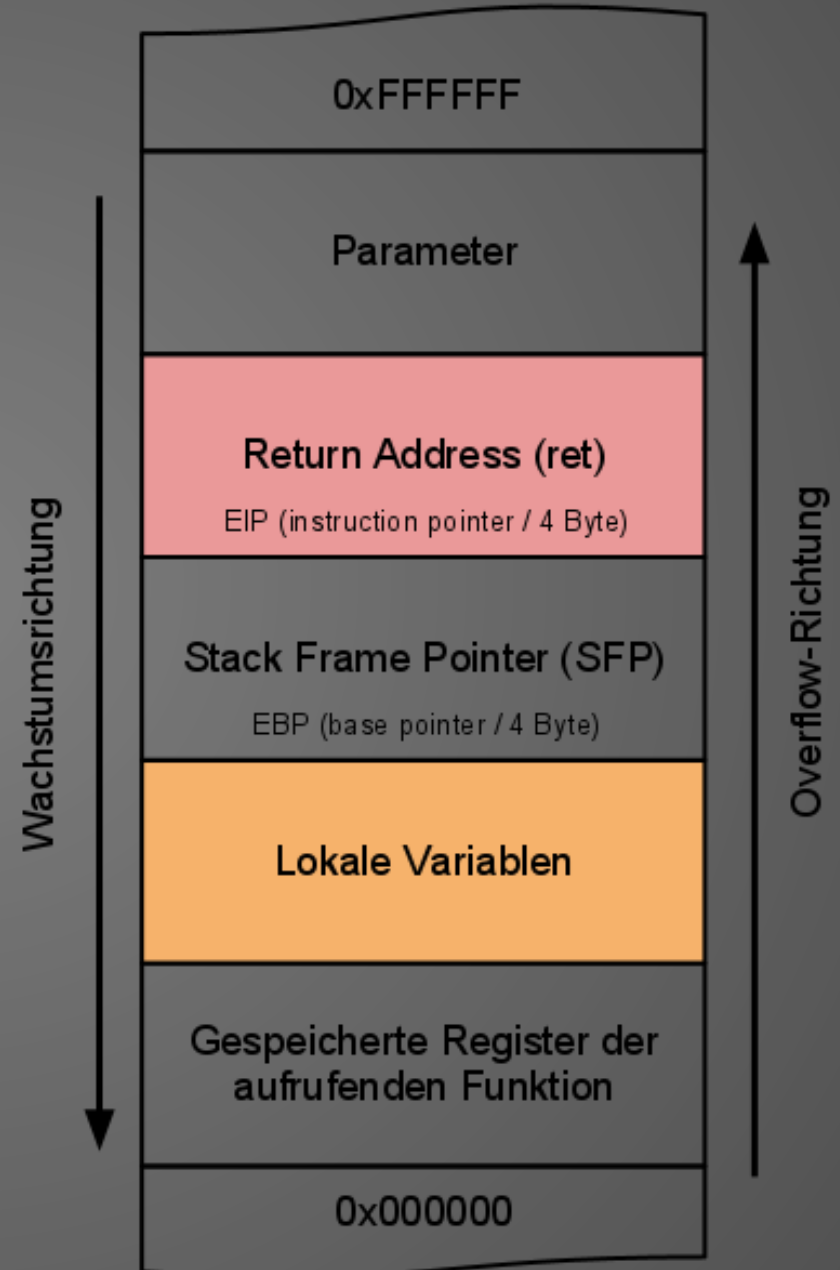 0xFFFFFF
Parameter
Return Address (ret)
EIP (instruction pointer / 4 Byte)
Stack Frame Pointer (SFP)
EBP (base pointer / 4 Byte)
Lokale Variablen
Gespeicherte Register der
aufrufenden Funktion
0x000000
Wachstumsrichtung
Overflow-Richtung